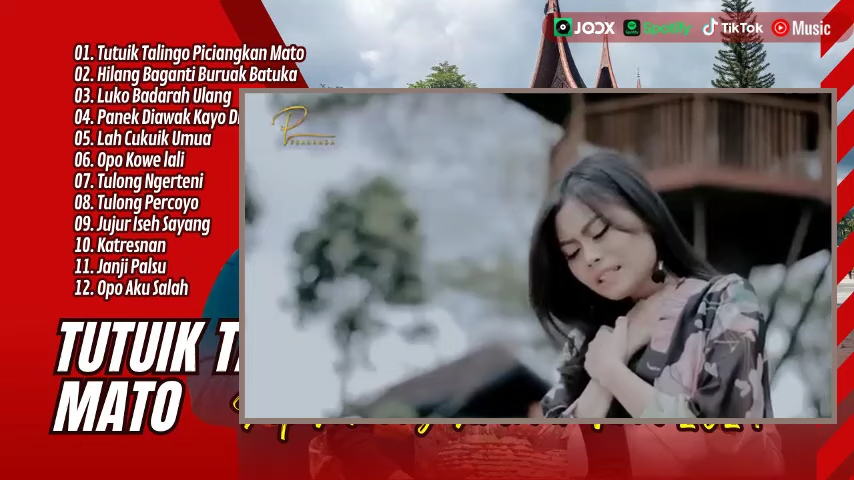 JOOX Spotify TikTok Music
01. Tutuik Talingo Piciangkan Mato
02. Hilang Baganti Buruak Batuka
03. Luko Badarah Ulang
04. Panek Diawak Kayo
05. Lah Cukuik Umua
06. Opo Kowe lali
07. Tulong Ngerteni
08. Tulong Percoyo
09. Jujur Iseh Sayang
10. Katresnan
11. Janji Palsu
12. Opo Aku Salah
TUTUIK
MATO
2021